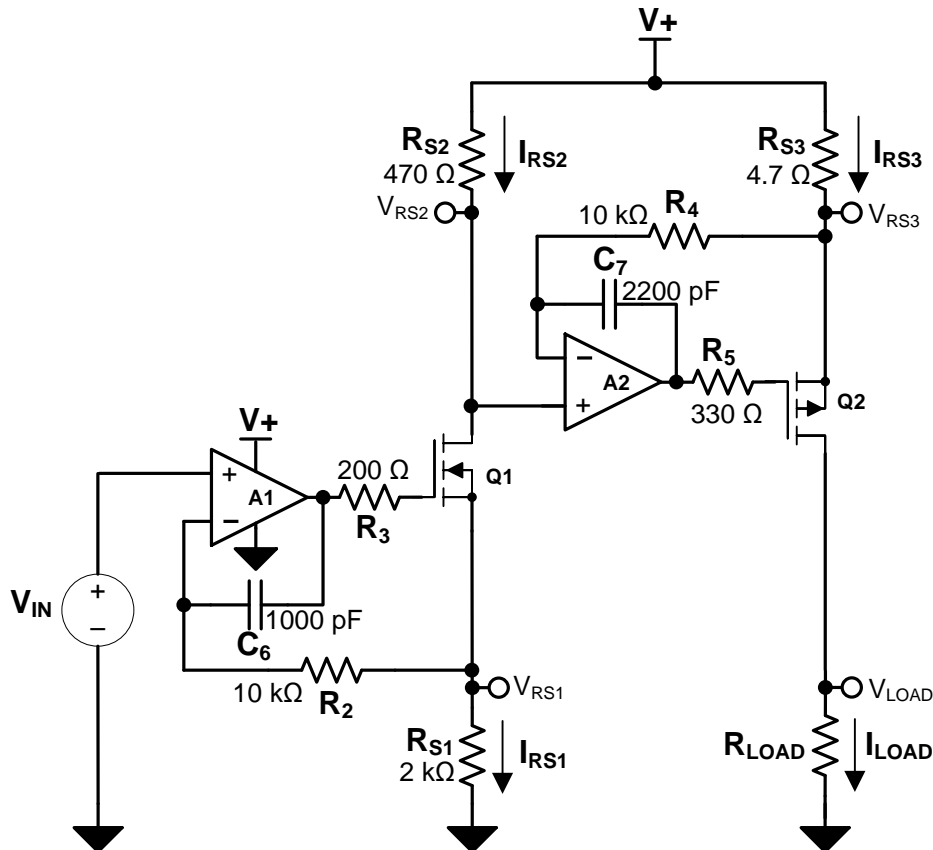 V+
RS2
470 Ω
IRS2
RS3
4.7 Ω
IRS3
VRS2
10 kΩ
R4
VRS3
C7
2200 pF
−
A2
+
R5
330 Ω
Q2
V+
+
A1
−
200 Ω
R3
Q1
VIN
+
−
1000 pF
C6
10 kΩ
R2
VRS1
VLOAD
RS1
2 kΩ
IRS1
RLOAD
ILOAD